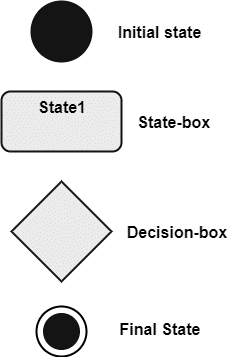 Initial state
State1
State-box
Decision-box
Final State